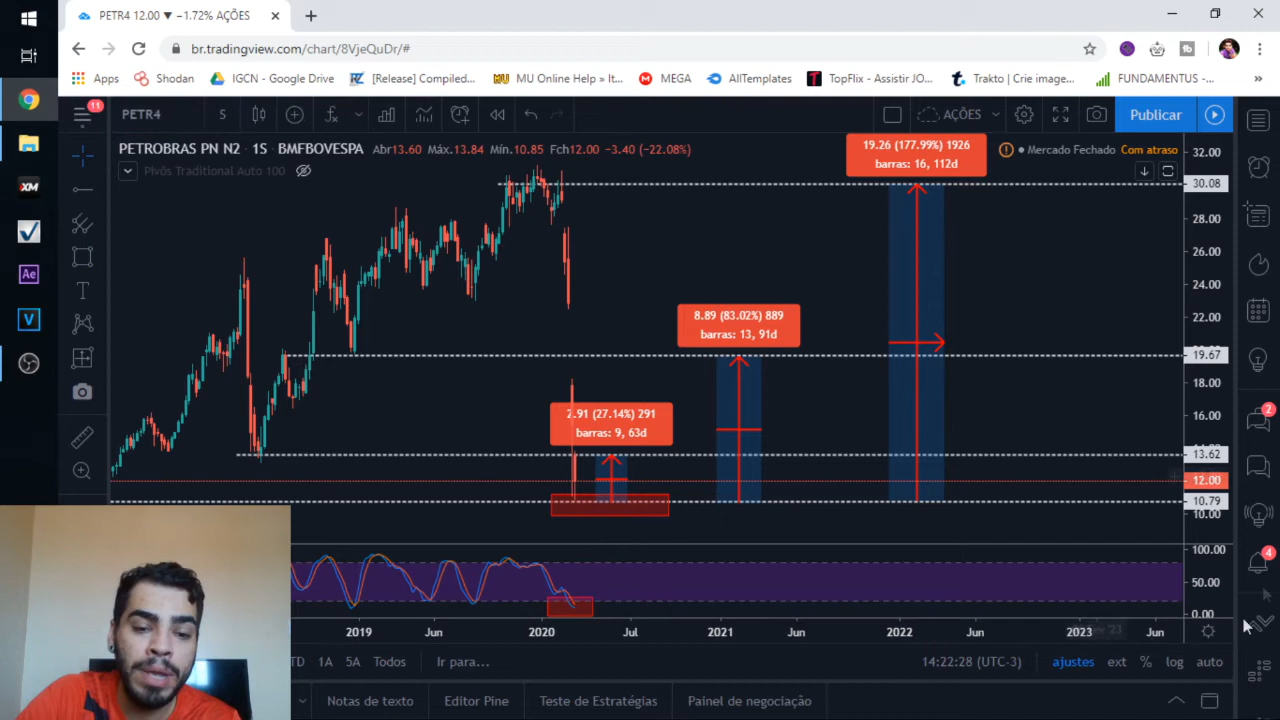 PETR4 12.00 ▼ −1.72% AÇÕES
br.tradingview.com/chart/8VjeQuDr/#
Apps
Shodan
IGCN - Google Drive
[Release] Compiled...
MU Online Help » It...
MEGA
AllTemplates
TopFlix - Assistir JO...
Trakto | Crie image...
FUNDAMENTUS -...
»
11
PETR4
S
AÇÕES
Publicar
PETROBRAS PN N2 · 1S · BMFBOVESPA
Abr13.60 Máx.13.84 Mín.10.85 Fch12.00 −3.40 (−22.08%)
Mercado Fechado
Com atraso
Pivôs Traditional Auto 100
19.26 (177.99%) 1926
barras: 16, 112d
8.89 (83.02%) 889
barras: 13, 91d
2.91 (27.14%) 291
barras: 9, 63d
32.00
30.08
28.00
26.00
24.00
22.00
19.67
18.00
16.00
13.62
12.00
10.79
10.00
100.00
50.00
0.00
2019
Jun
2020
Jul
2021
Jun
2022
Jun
2023
Jun
XM
Ae
V
2
4
1A
5A
Todos
Ir para...
14:22:28 (UTC-3)
ajustes
ext
%
log
auto
Notas de texto
Editor Pine
Teste de Estratégias
Painel de negociação